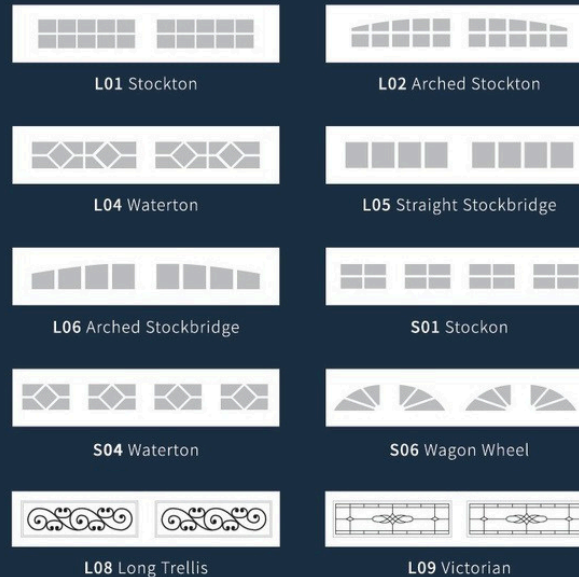 L01 Stockton
L02 Arched Stockton
L04 Waterton
L05 Straight Stockbridge
L06 Arched Stockbridge
S01 Stockon
S04 Waterton
S06 Wagon Wheel
L08 Long Trellis
L09 Victorian